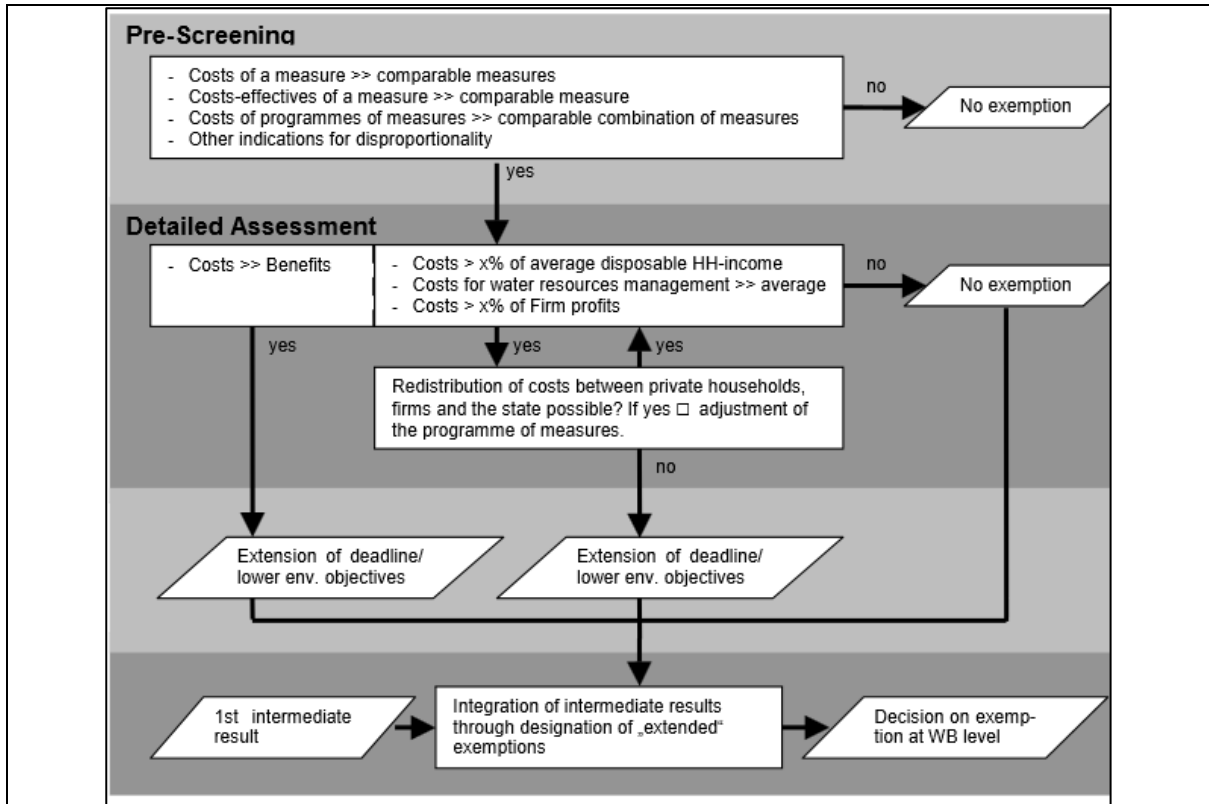 Pre-Screening
- Costs of a measure >> comparable measures
- Costs-effectives of a measure >> comparable measure
- Costs of programmes of measures >> comparable combination of measures
- Other indications for disproportionality
no
No exemption
yes
Detailed Assessment
- Costs >> Benefits
- Costs > x% of average disposable HH-income
- Costs for water resources management >> average
- Costs > x% of Firm profits
no
No exemption
yes
yes
yes
Redistribution of costs between private households,
firms and the state possible? If yes □ adjustment of
the programme of measures.
no
Extension of deadline/
lower env. objectives
Extension of deadline/
lower env. objectives
1st intermediate
result
Integration of intermediate results
through designation of „extended“
exemptions
Decision on exemp-
tion at WB level